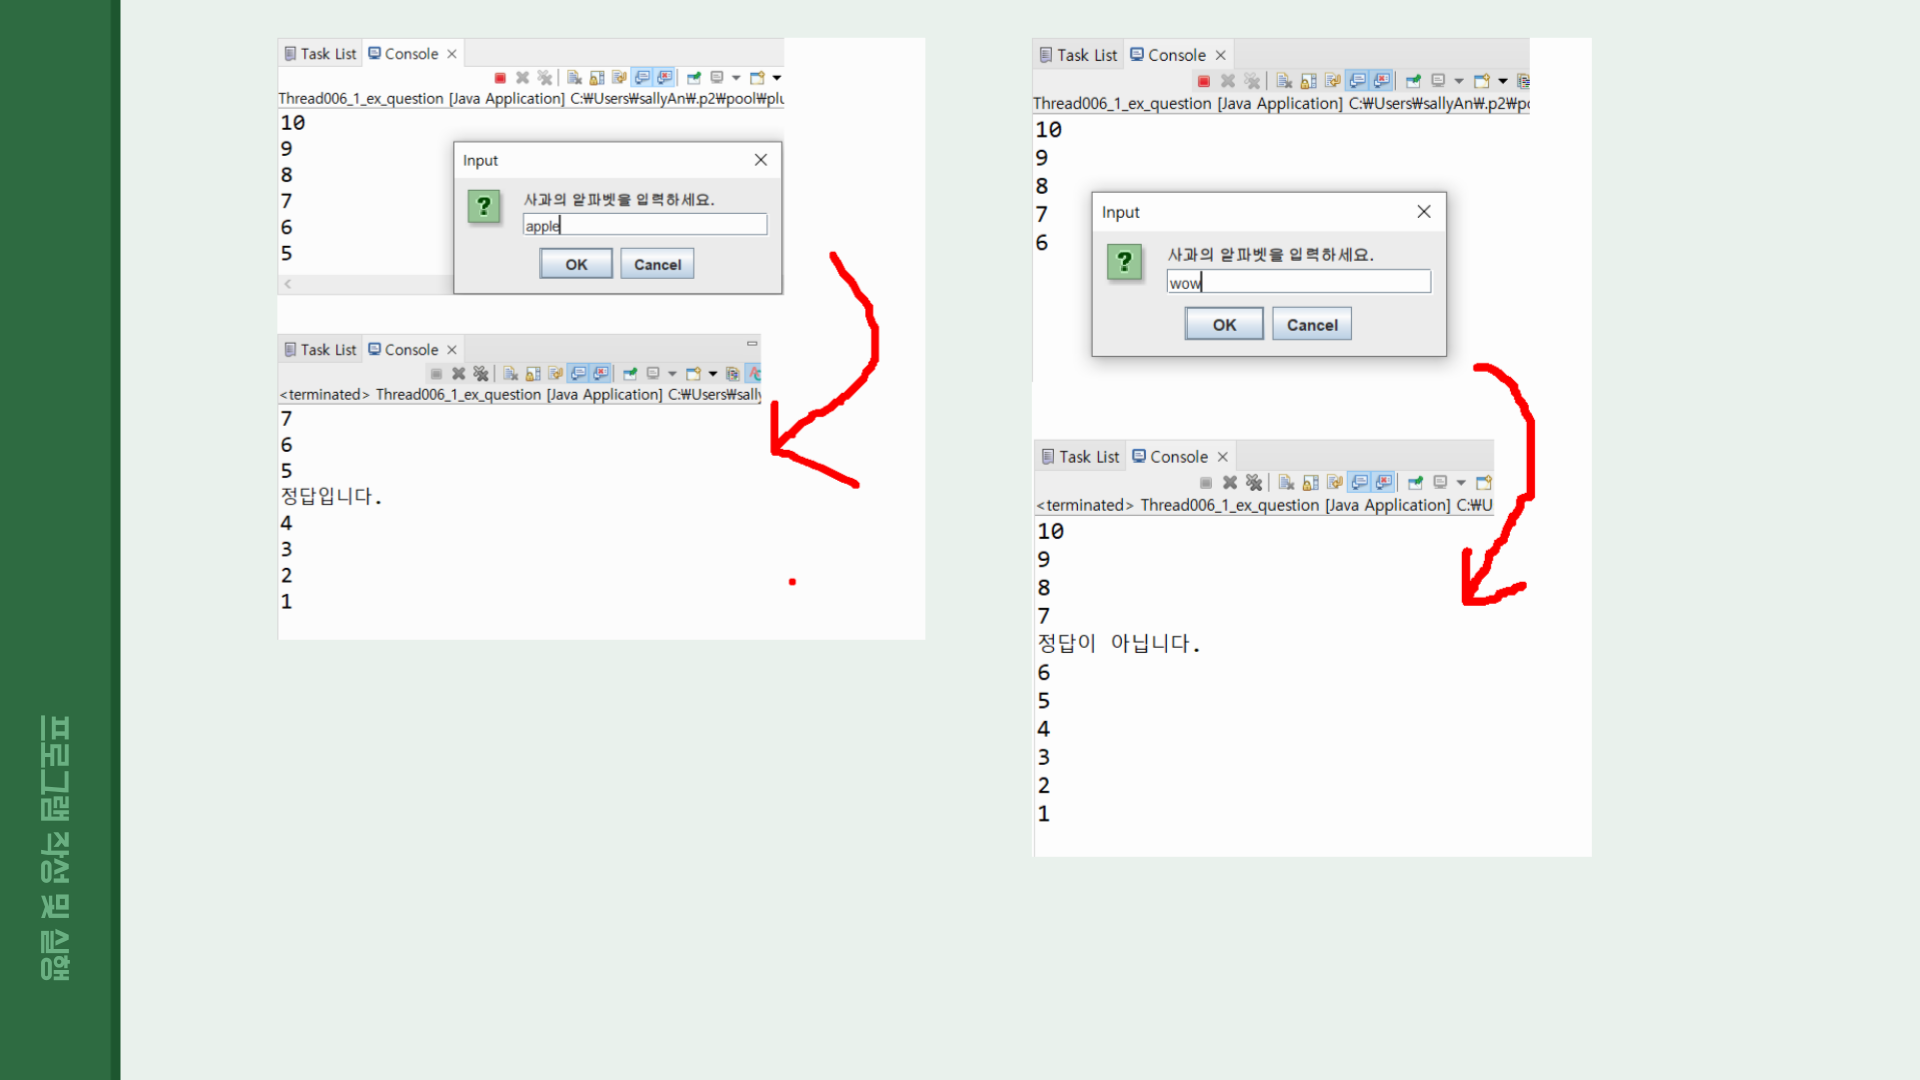 Task List Console
Thread006_1_ex_question [Java Application] C:₩Users₩sallyAn₩.p2₩pool₩plu
10
9
8
7
6
5
Input
사과의 알파벳을 입력하세요.
apple
OK Cancel
Task List Console
<terminated> Thread006_1_ex_question [Java Application] C:₩Users₩sally
7
6
5
정답입니다.
4
3
2
1
Task List Console
Thread006_1_ex_question [Java Application] C:₩Users₩sallyAn₩.p2₩po
10
9
8
7
6
Input
사과의 알파벳을 입력하세요.
wow
OK Cancel
Task List Console
<terminated> Thread006_1_ex_question [Java Application] C:₩U
10
9
8
7
정답이 아닙니다.
6
5
4
3
2
1
프로그램 작성 및 실행